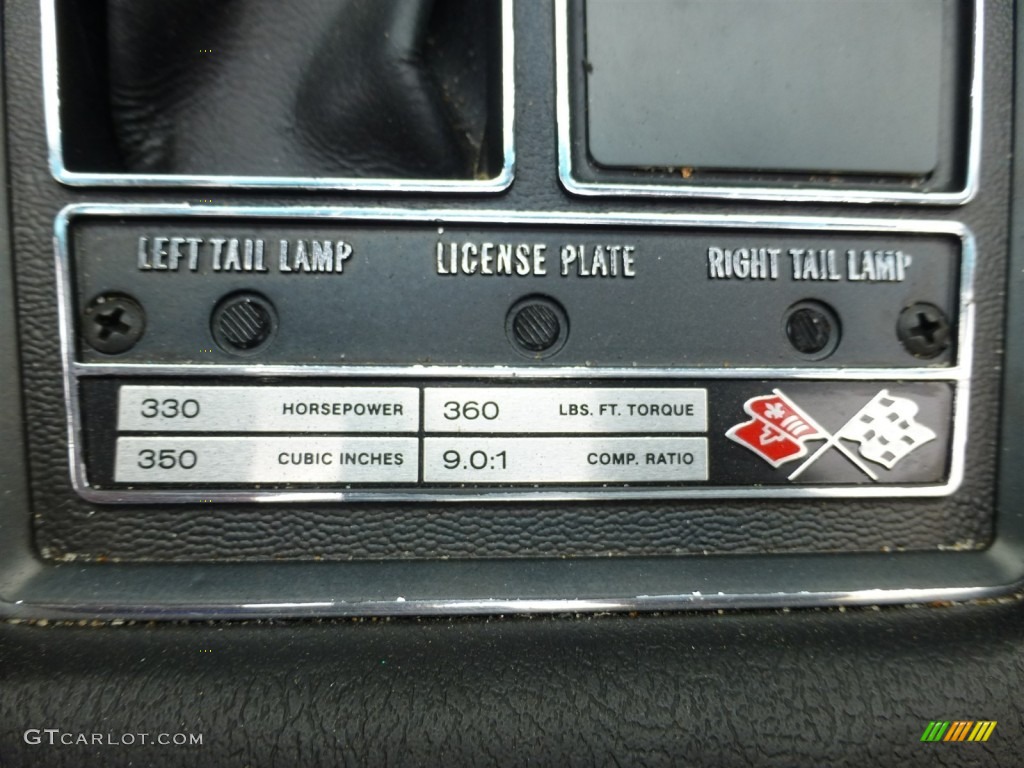 LEFT TAIL LAMP LICENSE PLATE RIGHT TAIL LAMP
330 HORSEPOWER 360 LBS. FT. TORQUE
350 CUBIC INCHES 9.0:1 COMP. RATIO
GTCARLOT.COM